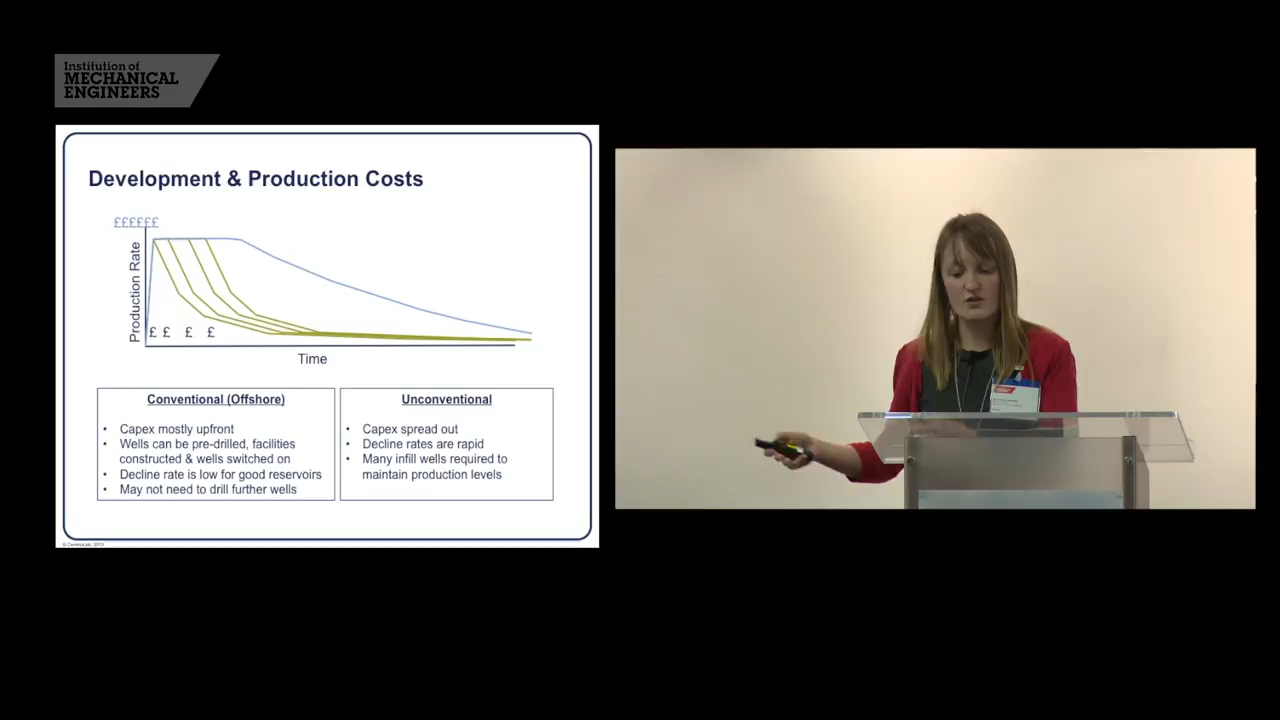 Institution of
MECHANICAL
ENGINEERS
Development & Production Costs
££££££
Production Rate
£ £ £ £
Time
Conventional (Offshore)
• Capex mostly upfront
• Wells can be pre-drilled, facilities
constructed & wells switched on
• Decline rate is low for good reservoirs
• May not need to drill further wells
Unconventional
• Capex spread out
• Decline rates are rapid
• Many infill wells required to
maintain production levels